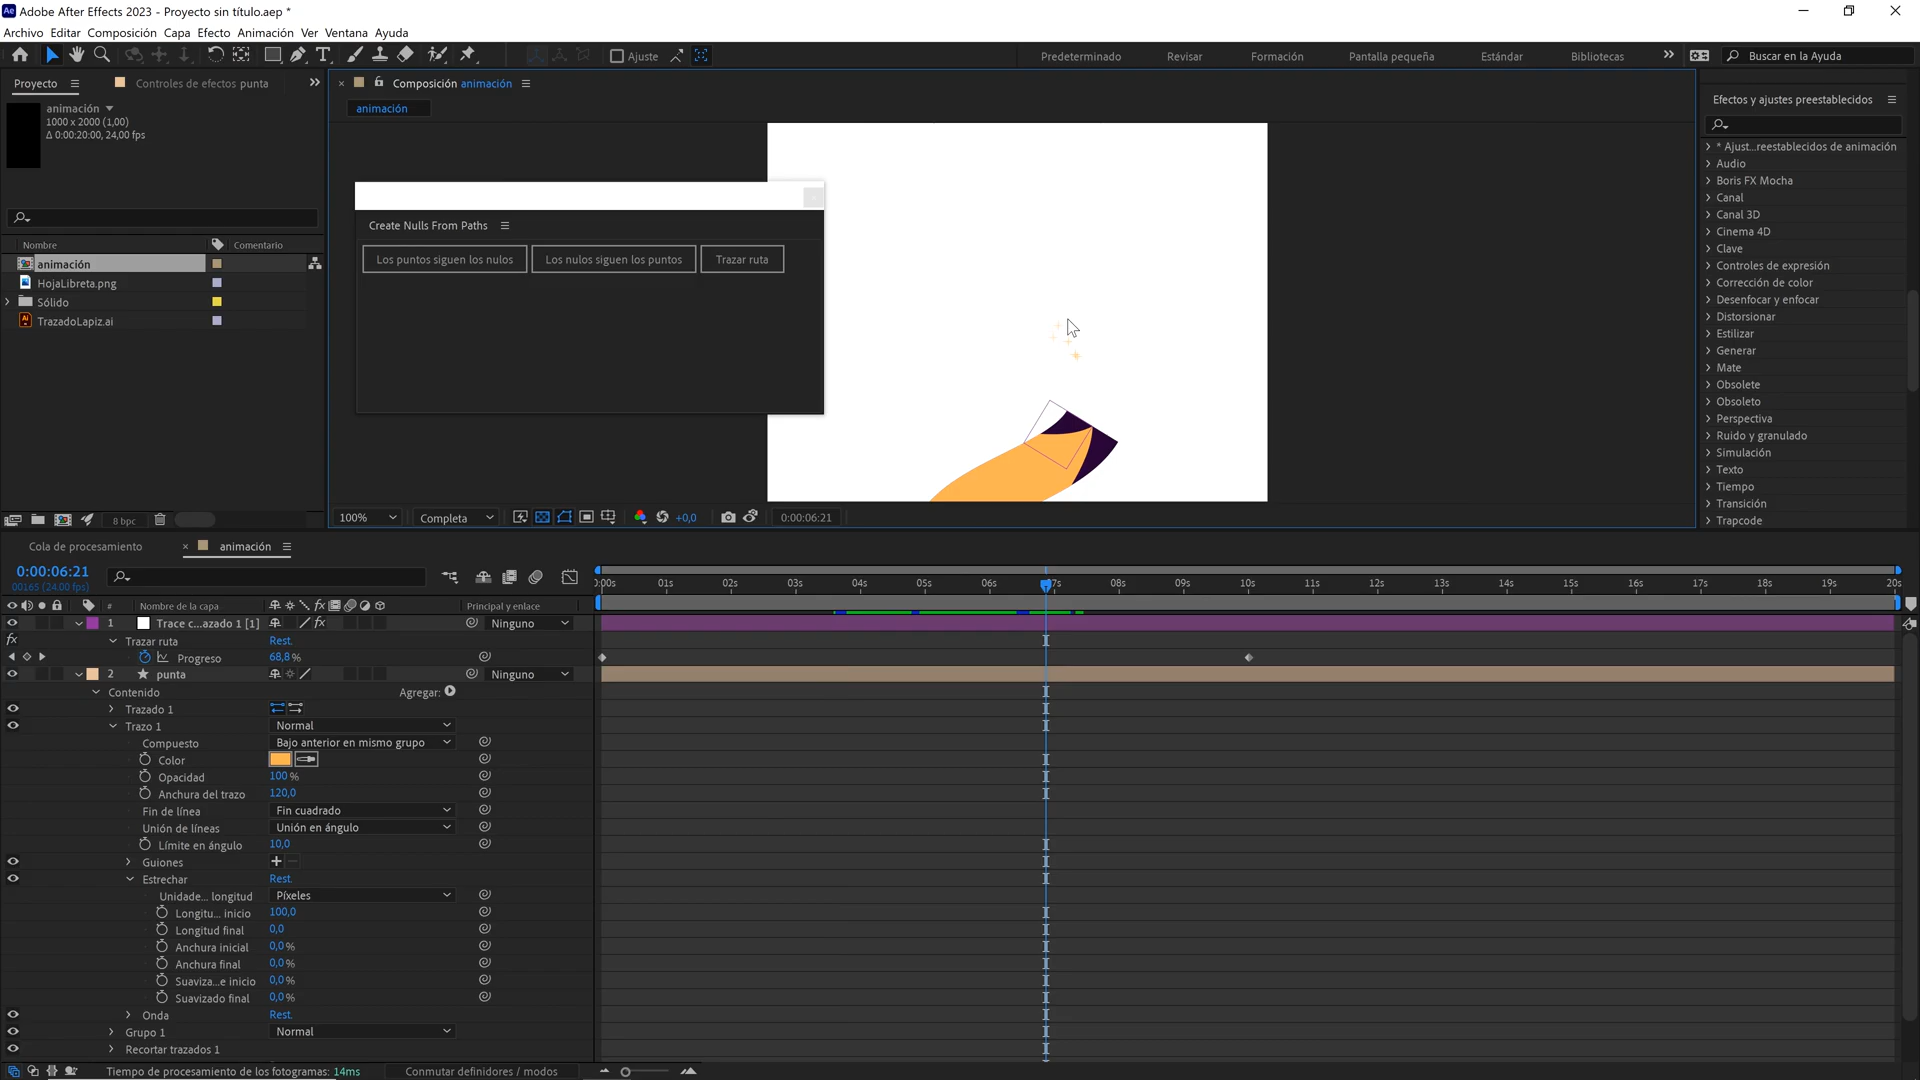 Adobe After Effects 2023 - Proyecto sin título.aep *
Archivo Editar Composición Capa Efecto Animación Ver Ventana Ayuda
Ajuste
Predeterminado Revisar Formación Pantalla pequeña Estándar Bibliotecas Buscar en la Ayuda
Proyecto Controles de efectos punta
Composición animación
animación
animación
1000 x 2000 (1,00)
Δ 0:00:20:00, 24,00 fps
Nombre Comentario
animación
HojaLibreta.png
Sólido
TrazadoLapiz.ai
8 bpc
Create Nulls From Paths
Los puntos siguen los nulos Los nulos siguen los puntos Trazar ruta
100% Completa +0,0 0:00:06:21
Efectos y ajustes preestablecidos
* Ajust...reestablecidos de animación
Audio
Boris FX Mocha
Canal
Canal 3D
Cinema 4D
Clave
Controles de expresión
Corrección de color
Desenfocar y enfocar
Distorsionar
Estilizar
Generar
Mate
Obsolete
Obsoleto
Perspectiva
Ruido y granulado
Simulación
Texto
Tiempo
Transición
Trapcode
Cola de procesamiento animación
0:00:06:21
00165 (24.00 fps)
0:00s 01s 02s 03s 04s 05s 06s 07s 08s 09s 10s 11s 12s 13s 14s 15s 16s 17s 18s 19s 20s
# Nombre de la capa Principal y enlace
1 Trace c...azado 1 [1] Ninguno
Trazar ruta Rest.
Progreso 68,8 %
2 punta Ninguno
Contenido Agregar:
Trazado 1
Trazo 1 Normal
Compuesto Bajo anterior en mismo grupo
Color
Opacidad 100 %
Anchura del trazo 120,0
Fin de línea Fin cuadrado
Unión de líneas Unión en ángulo
Límite en ángulo 10,0
Guiones
Estrechar Rest.
Unidade... longitud Píxeles
Longitu... inicio 100,0
Longitud final 0,0
Anchura inicial 0,0 %
Anchura final 0,0 %
Suaviza...e inicio 0,0 %
Suavizado final 0,0 %
Onda Rest.
Grupo 1 Normal
Recortar trazados 1
Tiempo de procesamiento de los fotogramas: 14ms Conmutar definidores / modos